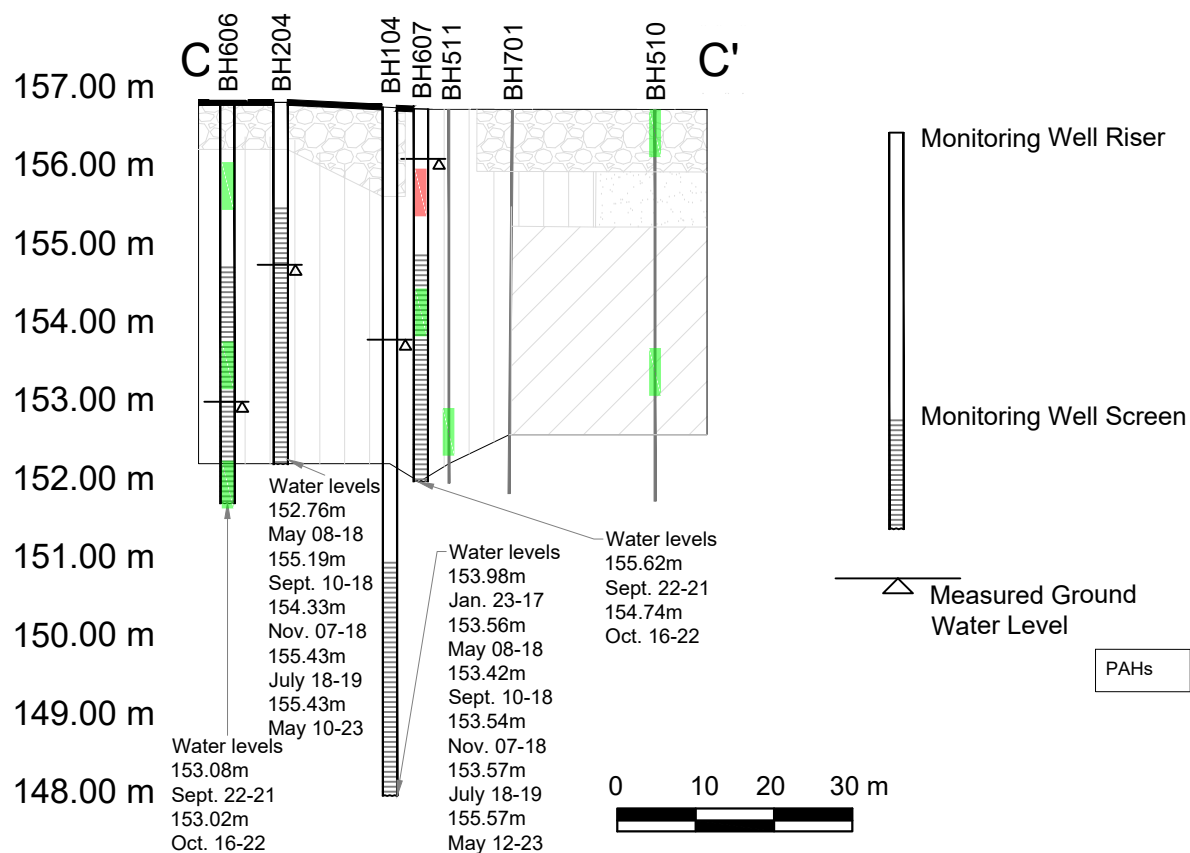 C
BH606
BH204
BH104
BH607
BH511
BH701
BH510
C'
157.00 m
156.00 m
155.00 m
154.00 m
153.00 m
152.00 m
151.00 m
150.00 m
149.00 m
148.00 m
Water levels
153.08m
Sept. 22-21
153.02m
Oct. 16-22
Water levels
152.76m
May 08-18
155.19m
Sept. 10-18
154.33m
Nov. 07-18
155.43m
July 18-19
155.43m
May 10-23
Water levels
153.98m
Jan. 23-17
153.56m
May 08-18
153.42m
Sept. 10-18
153.54m
Nov. 07-18
153.57m
July 18-19
155.57m
May 12-23
Water levels
155.62m
Sept. 22-21
154.74m
Oct. 16-22
Monitoring Well Riser
Monitoring Well Screen
Measured Ground
Water Level
PAHs
0 10 20 30 m